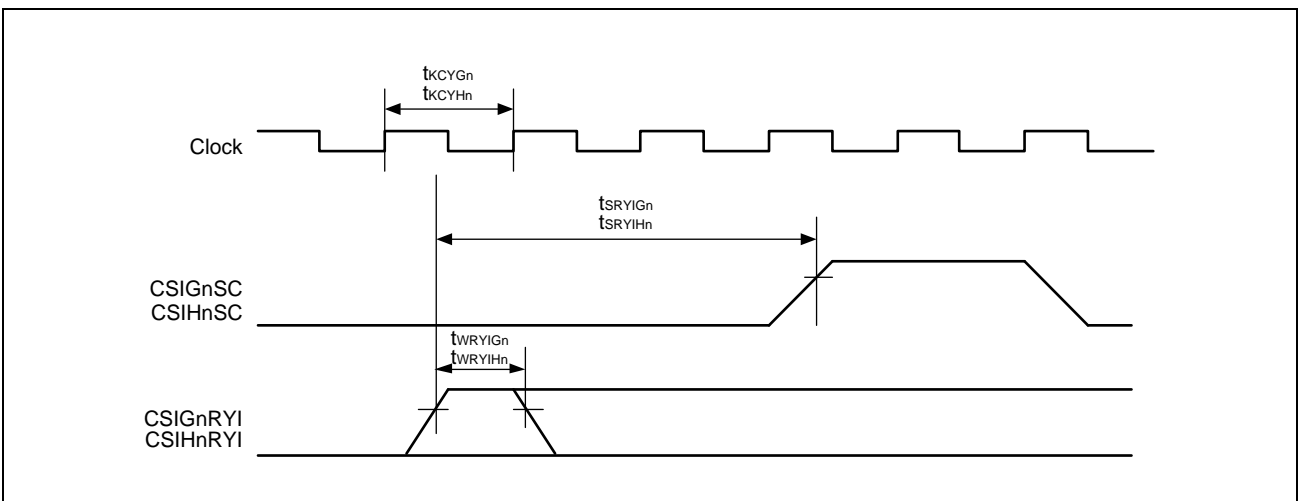 tKCYGn
tKCYHn
Clock
tSRYIGn
tSRYIHn
CSIGnSC
CSIHnSC
tWRYIGn
tWRYIHn
CSIGnRYI
CSIHnRYI